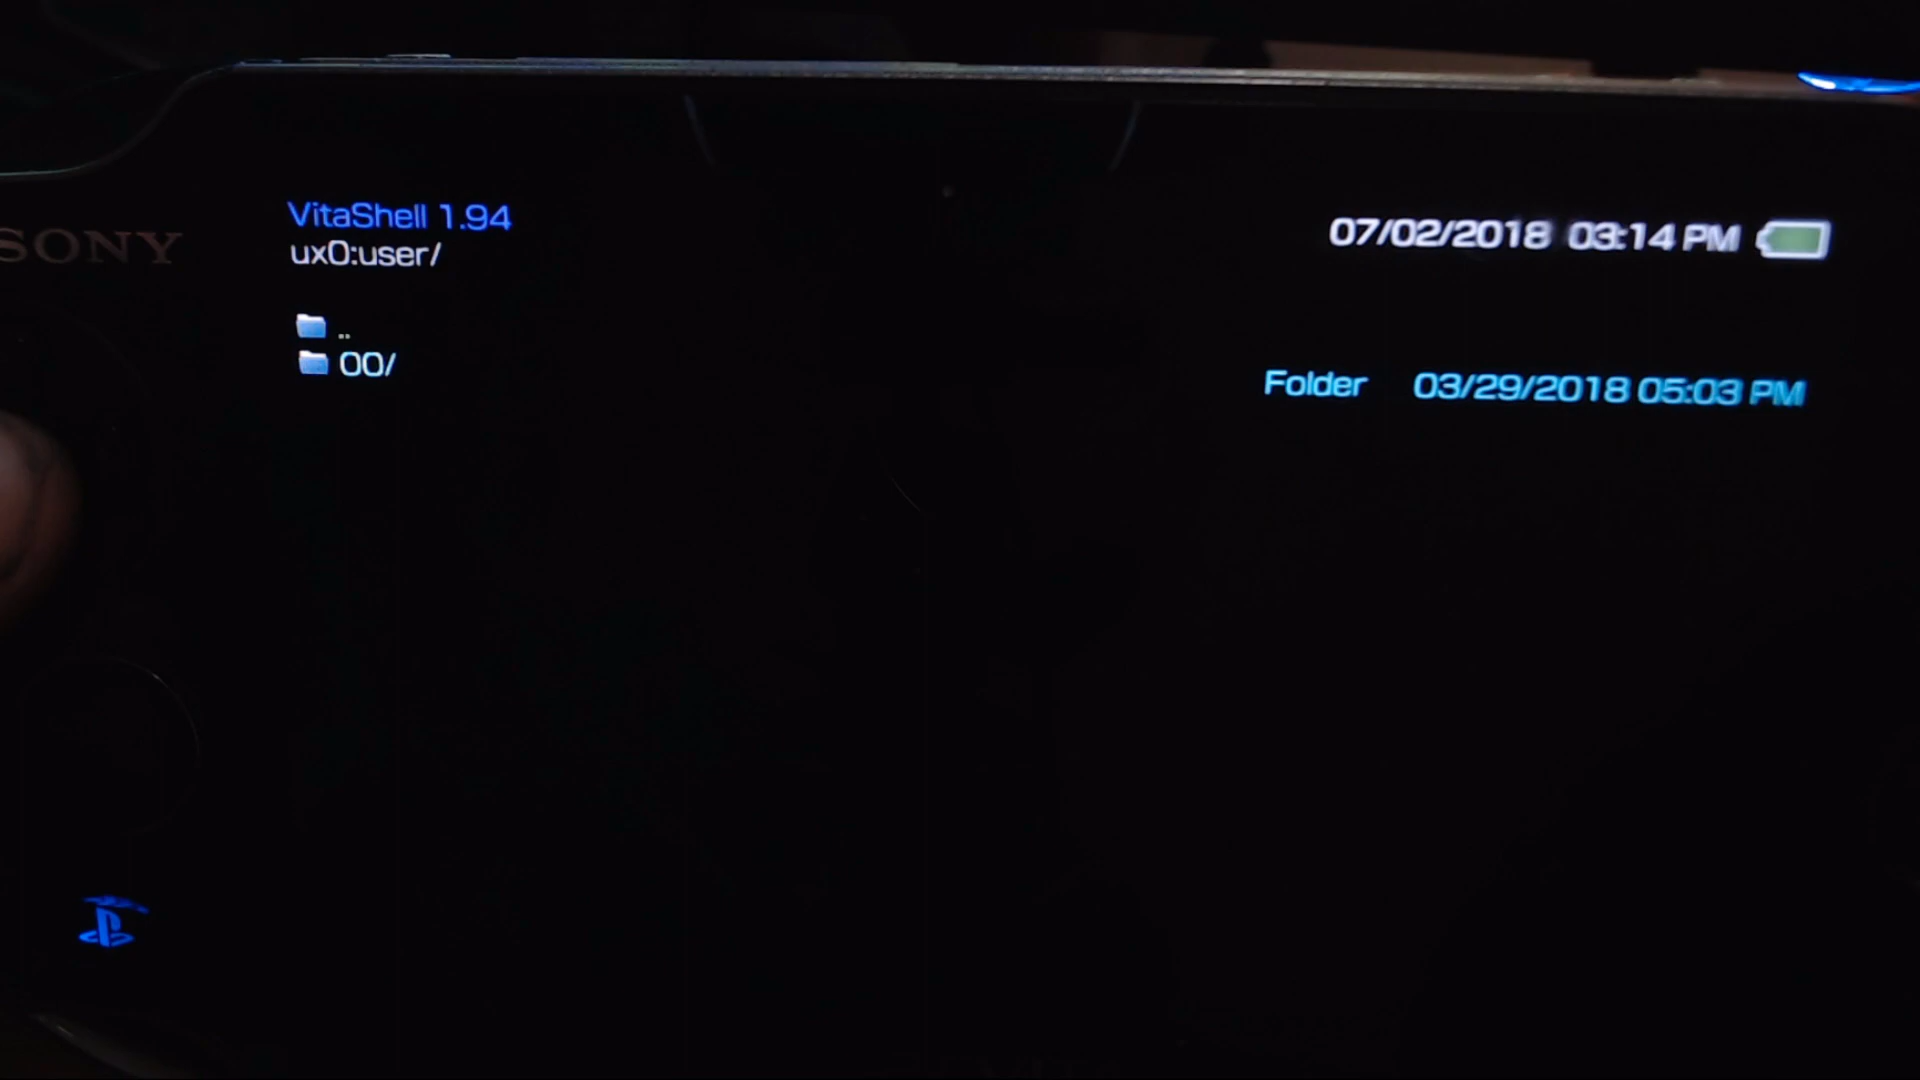 SONY
VitaShell 1.94
ux0:user/
07/02/2018 03:14 PM
..
00/
Folder 03/29/2018 05:03 PM